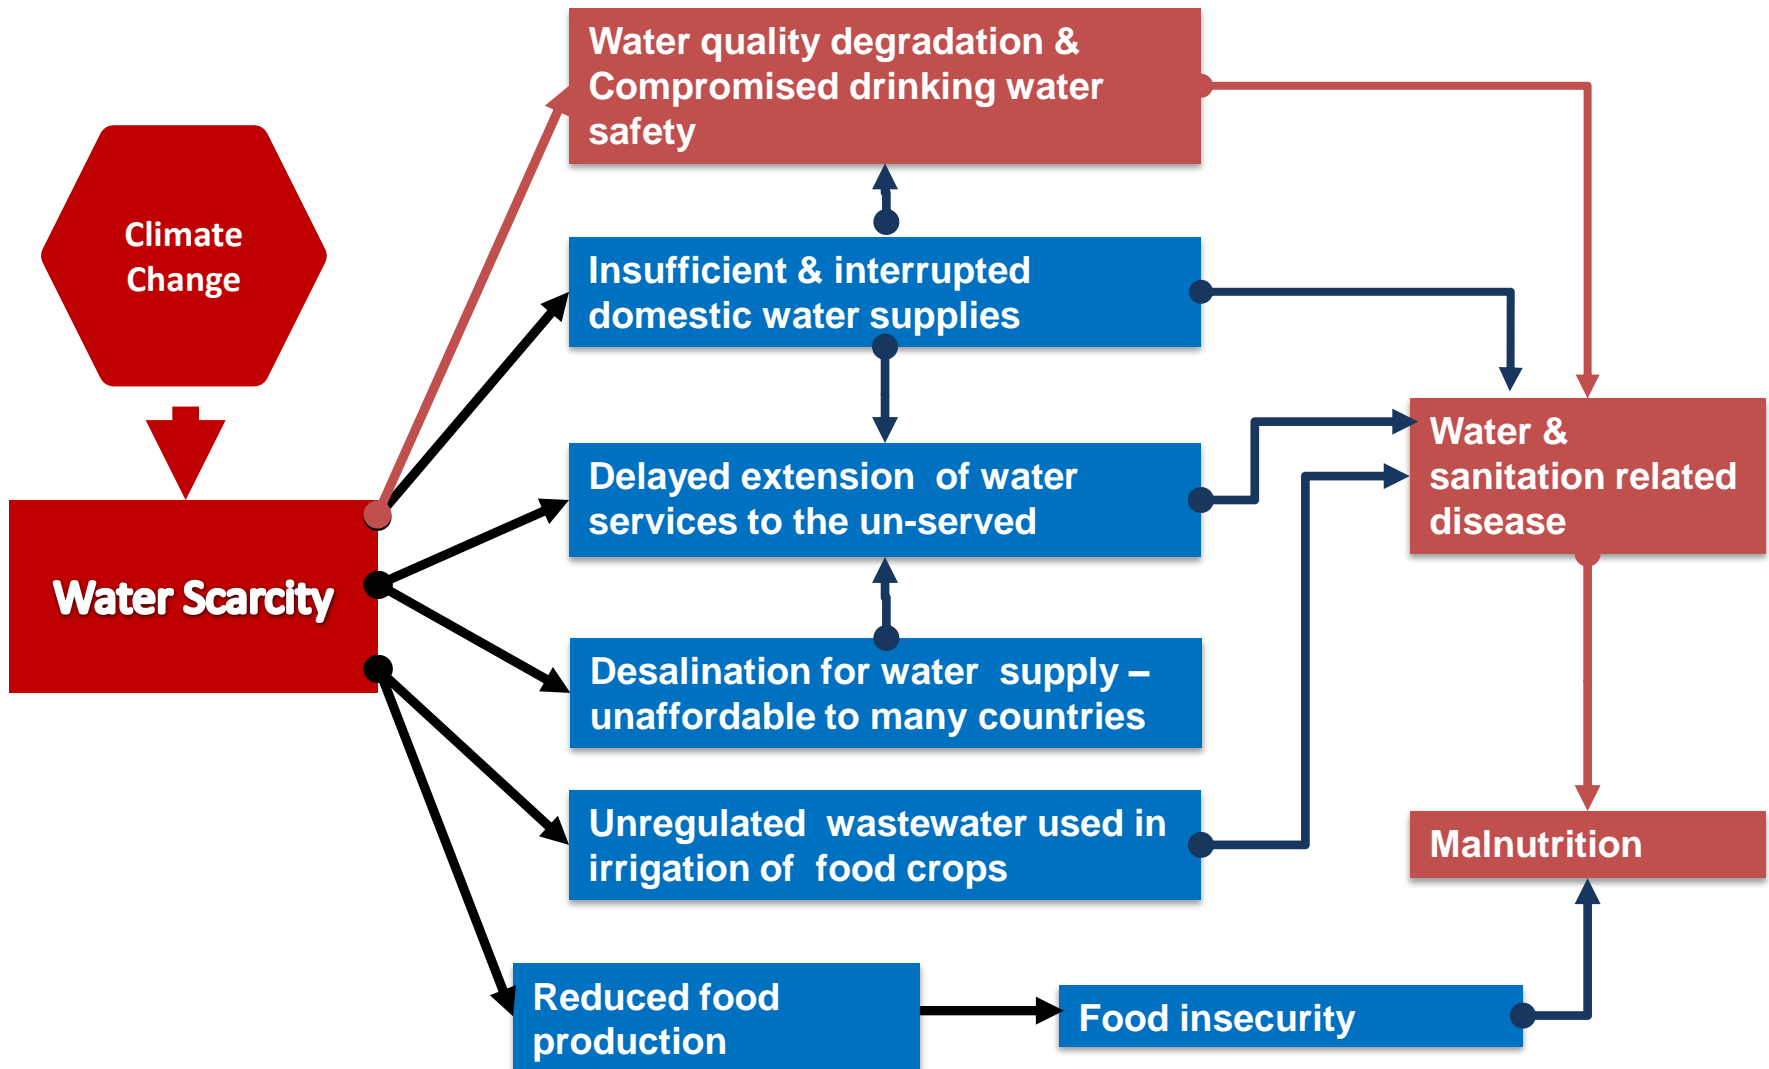 Water quality degradation &
Compromised drinking water
safety
Climate
Change
Insufficient & interrupted
domestic water supplies
Water &
sanitation related
disease
Delayed extension of water
services to the un-served
Water Scarcity
Desalination for water supply –
unaffordable to many countries
Unregulated wastewater used in
irrigation of food crops
Malnutrition
Reduced food
production
Food insecurity